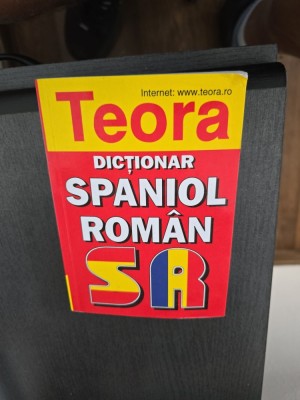 Internet: www.teora.ro
Teora
DICȚIONAR
SPANIOL
ROMÂN
SR